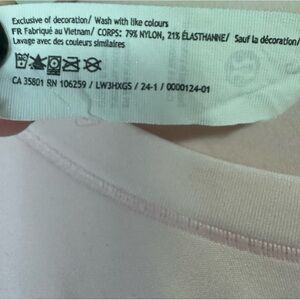 Exclusive of decoration/ Wash with like colours
FR Fabriqué au Vietnam/ CORPS: 79% NYLON, 21% ÉLASTHANNE/ Sauf la décoration/
Lavage avec des couleurs similaires
CA 35801 RN 106259 / LW3HXGS / 24-1 / 0000124-01